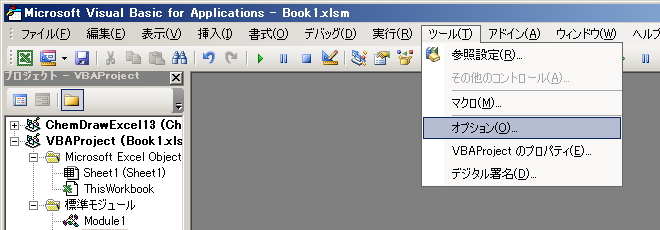 Microsoft Visual Basic for Applications - Book1.xlsm
ファイル(F) 編集(E) 表示(V) 挿入(I) 書式(O) デバッグ(D) 実行(R) ツール(T) アドイン(A) ウィンドウ(W) ヘルプ
プロジェクト - VBAProject
参照設定(R)...
その他のコントロール(A)...
マクロ(M)...
オプション(O)...
VBAProject のプロパティ(E)...
デジタル署名(D)...
ChemDrawExcel13 (Ch
VBAProject (Book1.xls
Microsoft Excel Object
Sheet1 (Sheet1)
ThisWorkbook
標準モジュール
Module1